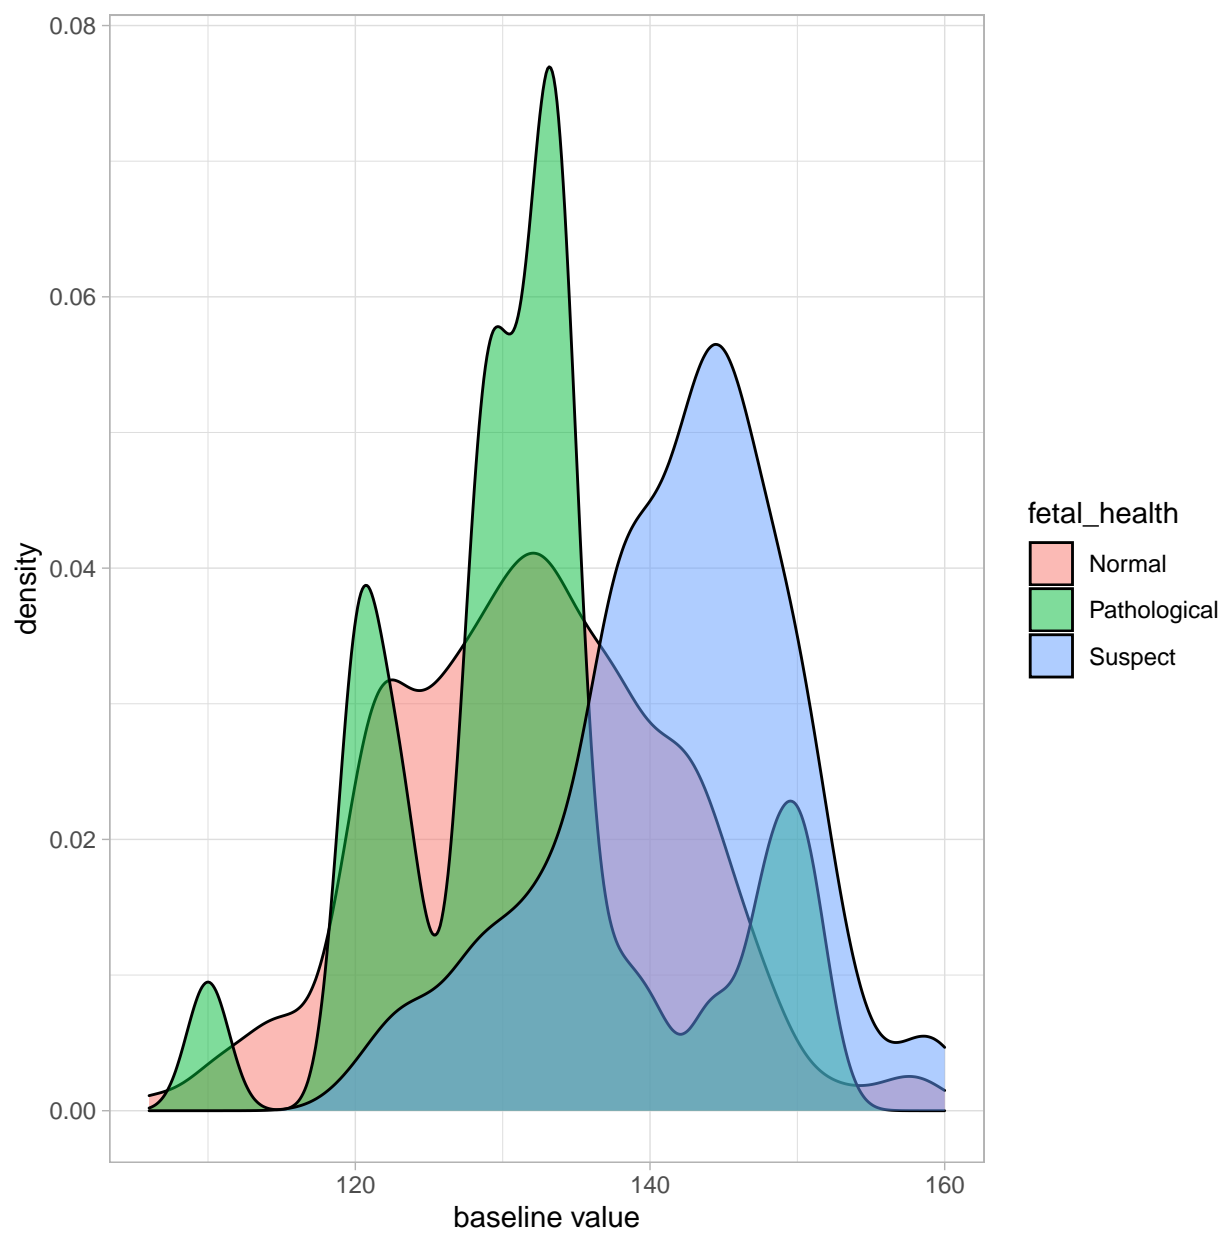 0.08
0.06
0.04
0.02
0.00
density
120 140 160
baseline value
fetal_health
Normal
Pathological
Suspect